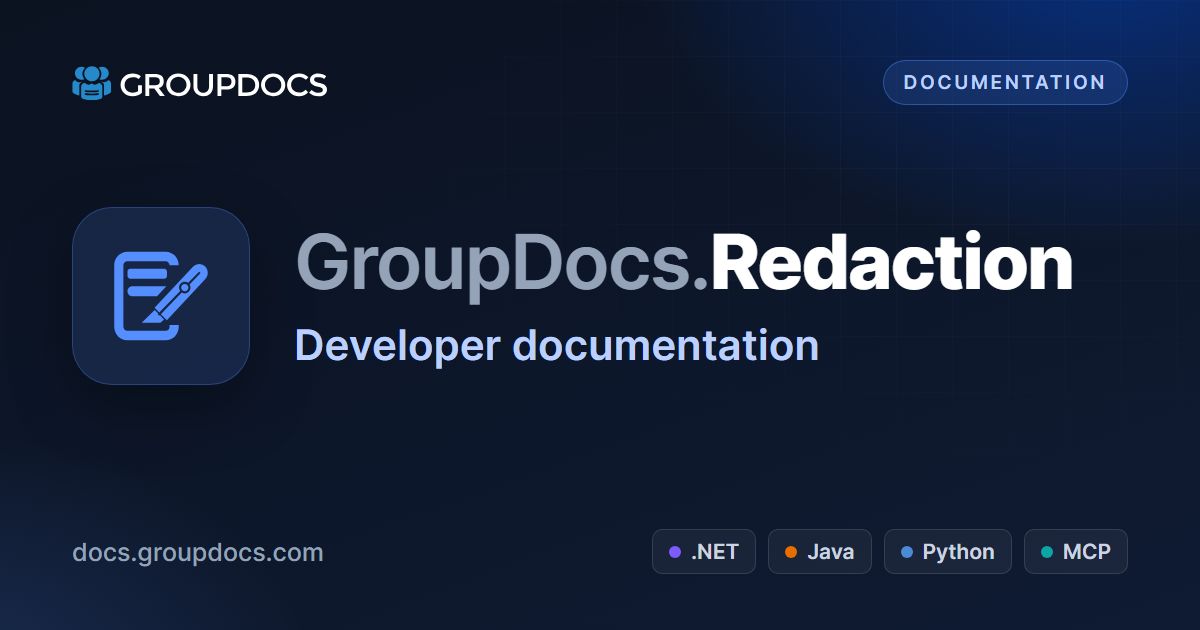 GROUPDOCS
DOCUMENTATION
GroupDocs.Redaction
Developer documentation
docs.groupdocs.com
.NET
Java
Python
MCP